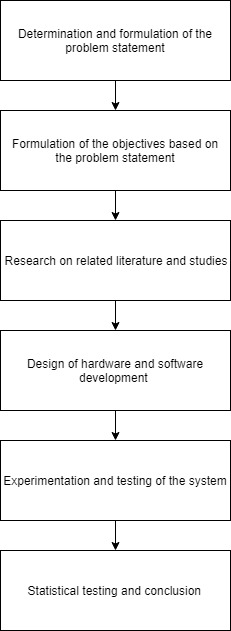 Determination and formulation of the
problem statement
Formulation of the objectives based on
the problem statement
Research on related literature and studies
Design of hardware and software
development
Experimentation and testing of the system
Statistical testing and conclusion